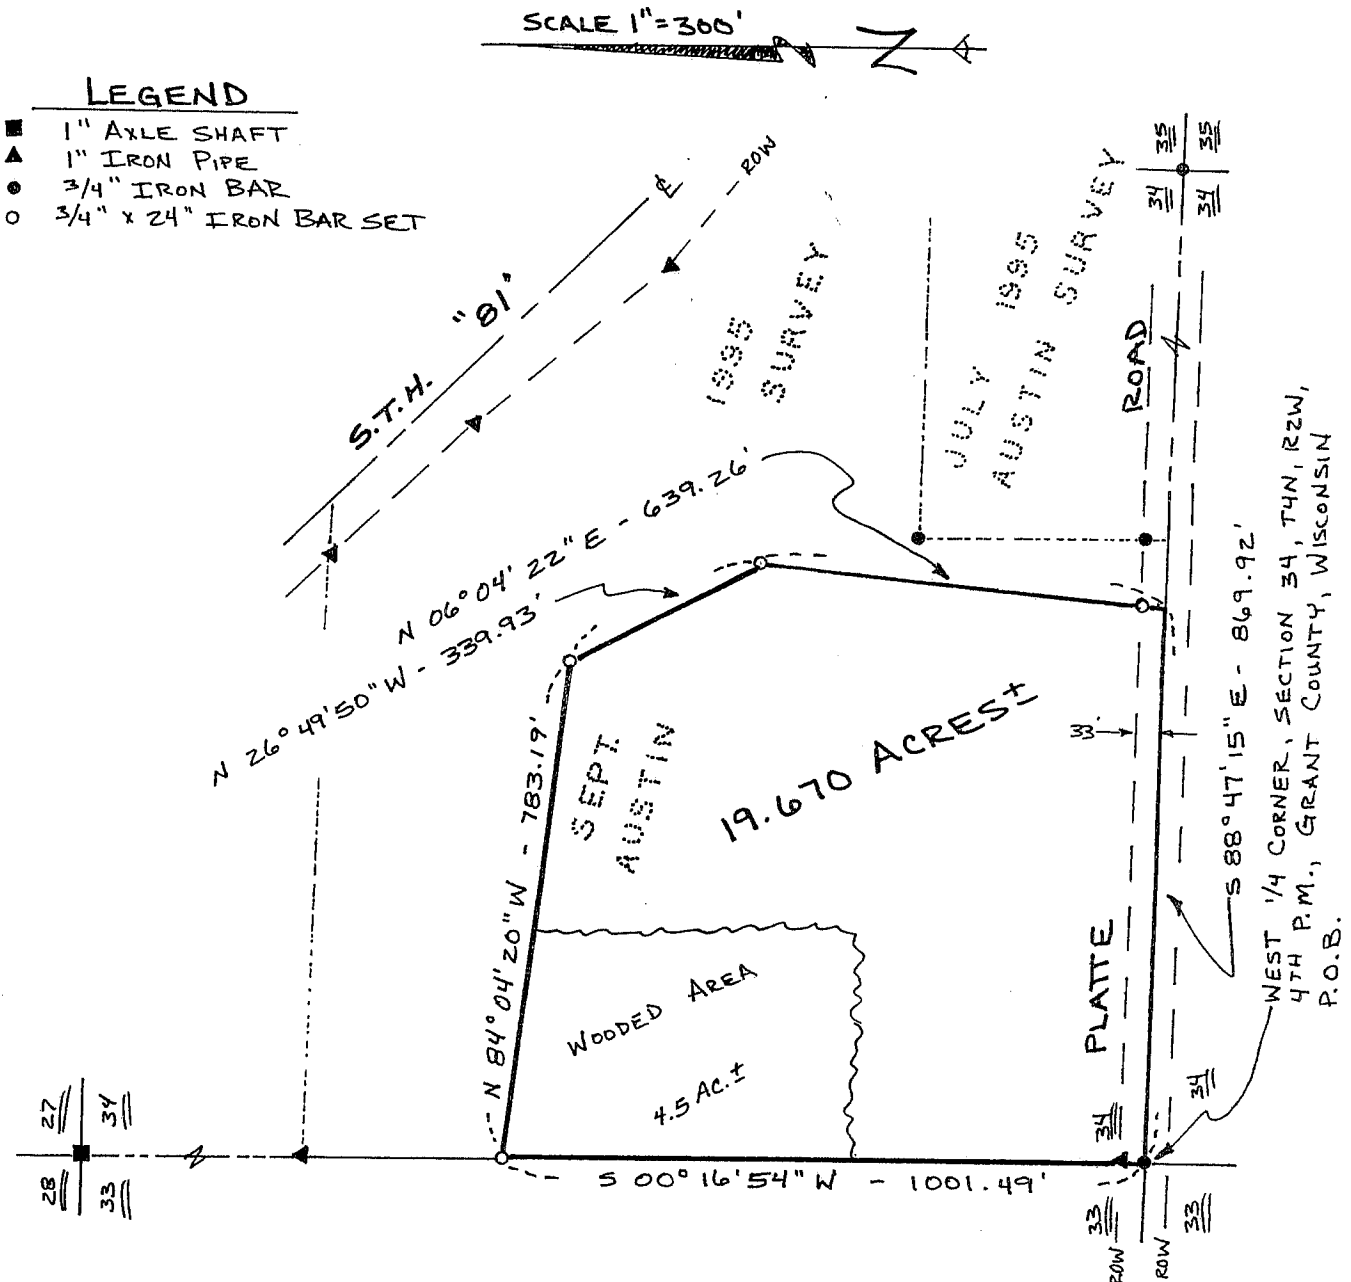 SCALE 1"=300'
N
LEGEND
1" AXLE SHAFT
1" IRON PIPE
3/4" IRON BAR
3/4" x 24" IRON BAR SET
S.T.H. "81"
℄
ROW
1995
SURVEY
JULY 1995
AUSTIN SURVEY
35
35
34
34
ROAD
N 06° 04' 22" E - 639.26'
N 26° 49' 50" W - 339.93'
SEPT.
AUSTIN
19.670 ACRES±
33'
N 84° 04' 20" W - 783.19'
S 88° 47' 15" E - 869.92'
WEST 1/4 CORNER, SECTION 34, T4N, R2W,
4TH P.M., GRANT COUNTY, WISCONSIN
P.O.B.
PLATTE
WOODED AREA
4.5 AC.±
27
34
28
33
34
34
S 00° 16' 54" W - 1001.49'
33
33
ROW
ROW